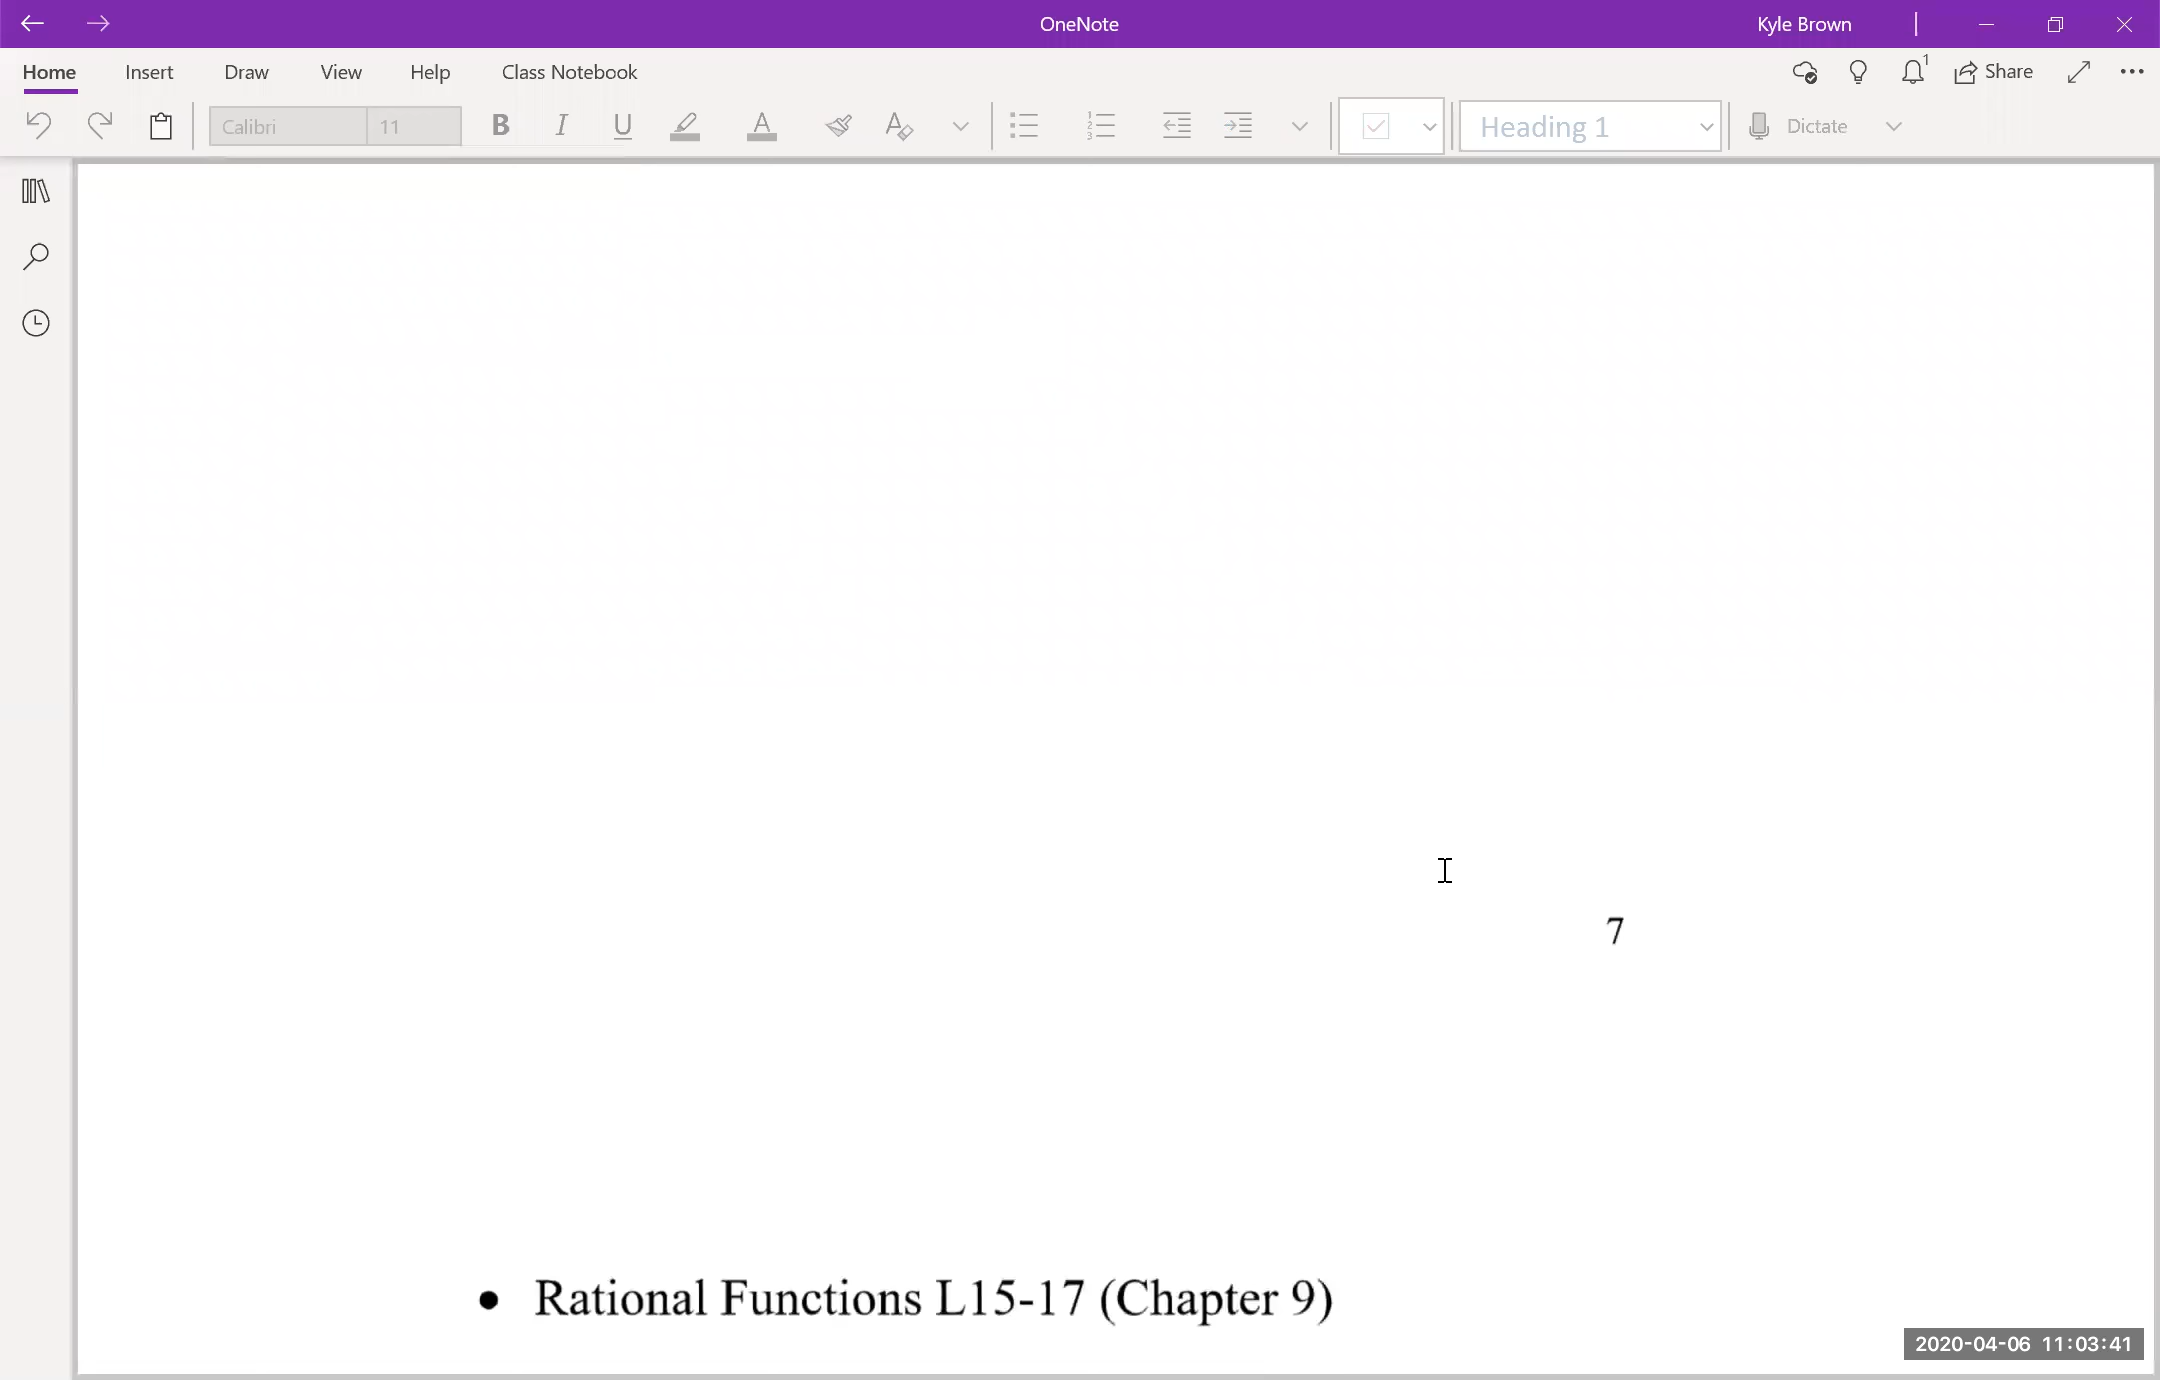 OneNote
Kyle Brown
Home Insert Draw View Help Class Notebook
1
Share
Calibri 11 B I U A A Heading 1 Dictate
7
• Rational Functions L15-17 (Chapter 9)
2020-04-06 11:03:41